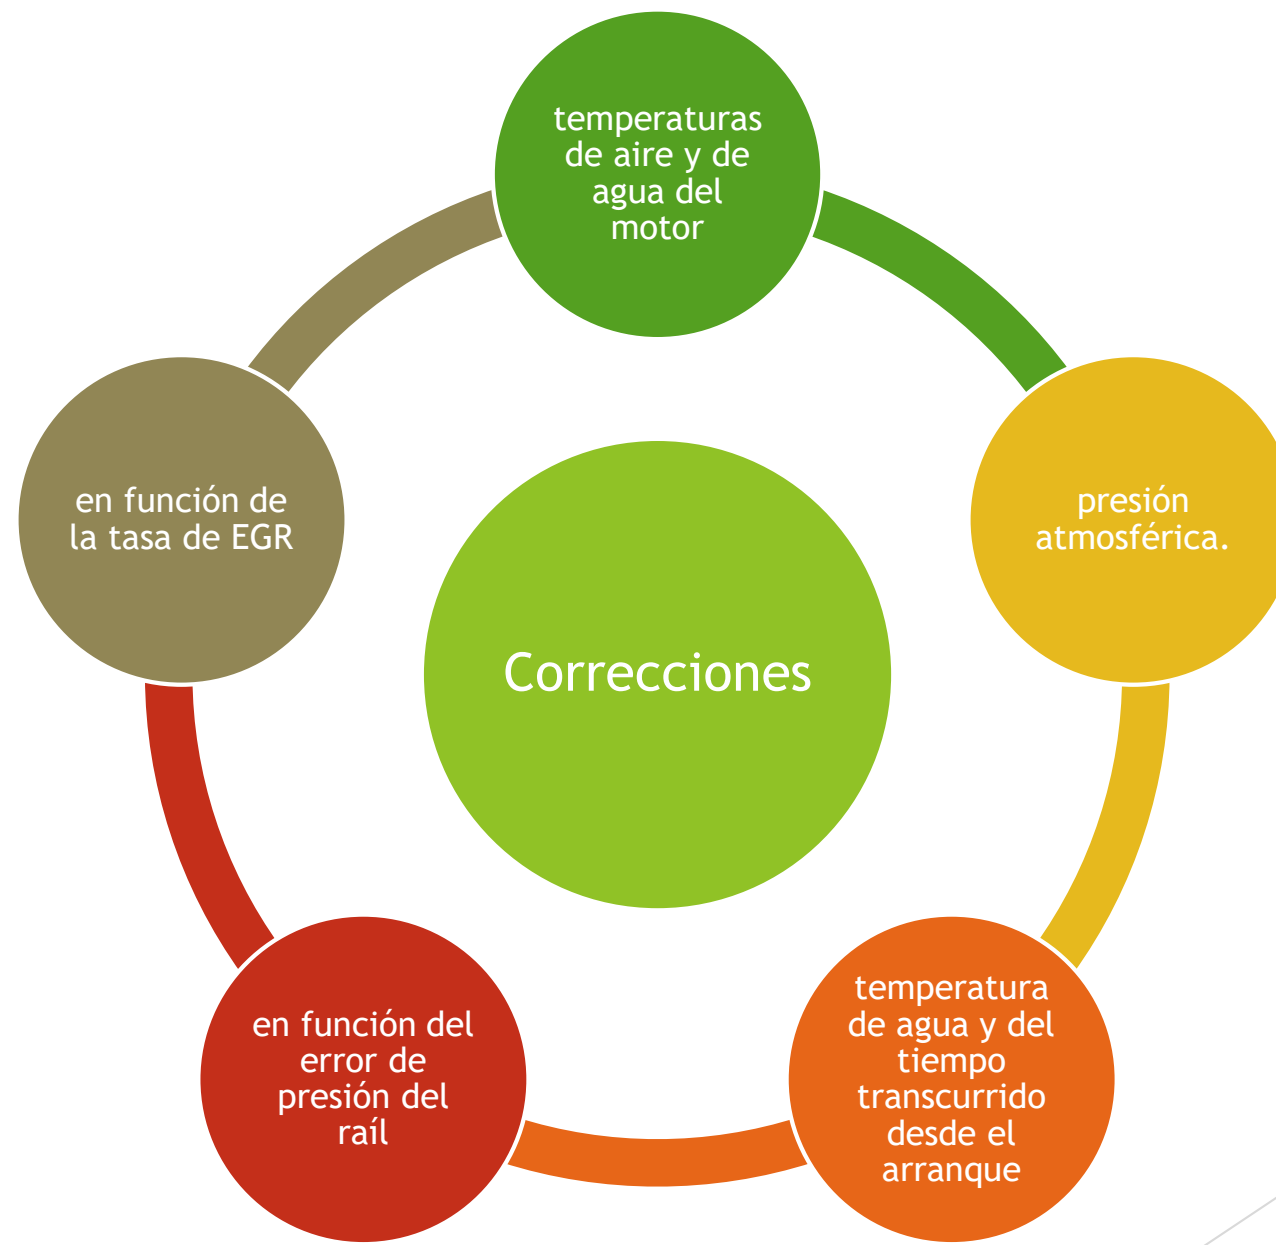 temperaturas
de aire y de
agua del
motor
presión
atmosférica.
temperatura
de agua y del
tiempo
transcurrido
desde el
arranque
en función del
error de
presión del
raíl
en función de
la tasa de EGR
Correcciones